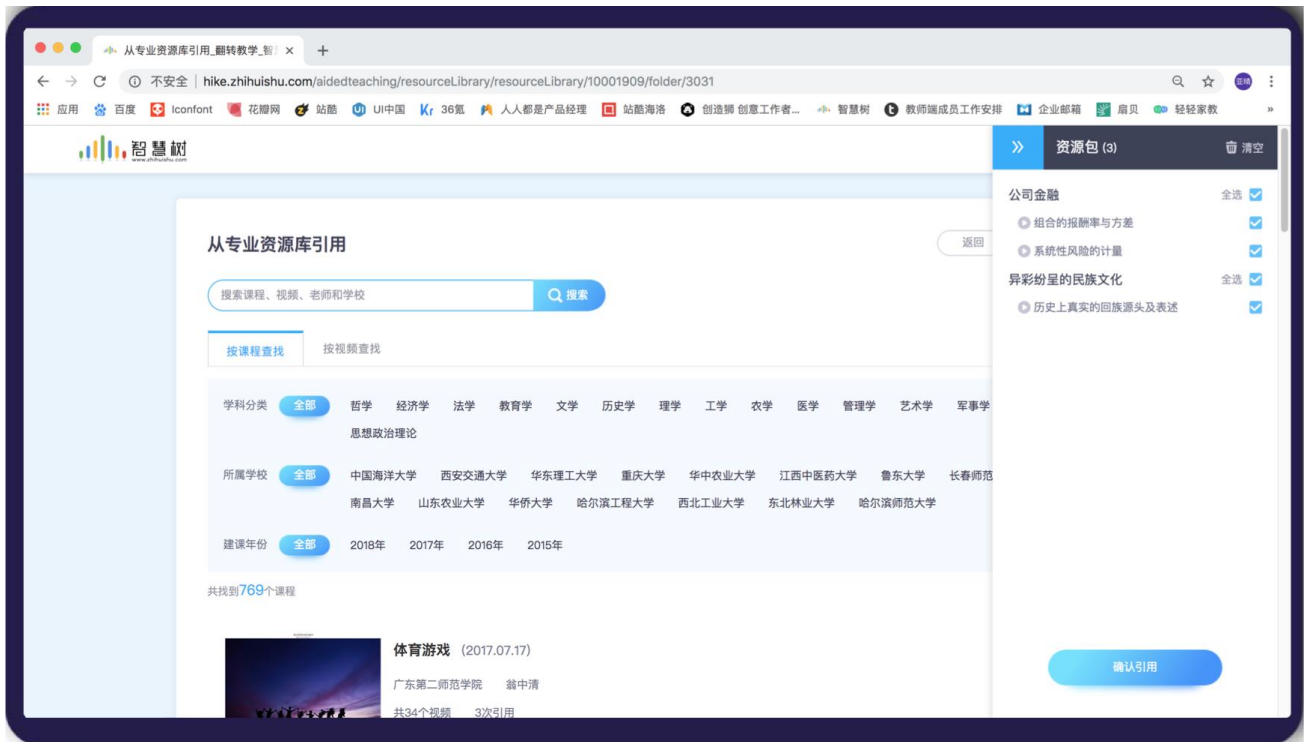 从专业资源库引用_翻转教学_智
不安全 hike.zhihuishu.com/aidedteaching/resourceLibrary/resourceLibrary/10001909/folder/3031
亚晴
应用 百度 Iconfont 花瓣网 站酷 UI中国 36氪 人人都是产品经理 站酷海洛 创造狮 创意工作者... 智慧树 教师端成员工作安排 企业邮箱 扇贝 轻轻家教 »
智慧树
www.zhihuishu.com
资源包 (3) 清空
公司金融 全选
组合的报酬率与方差
系统性风险的计量
异彩纷呈的民族文化 全选
历史上真实的回族源头及表述
确认引用
从专业资源库引用 返回
搜索课程、视频、老师和学校 搜索
按课程查找 按视频查找
学科分类 全部 哲学 经济学 法学 教育学 文学 历史学 理学 工学 农学 医学 管理学 艺术学 军事学
思想政治理论
所属学校 全部 中国海洋大学 西安交通大学 华东理工大学 重庆大学 华中农业大学 江西中医药大学 鲁东大学 长春师范
南昌大学 山东农业大学 华侨大学 哈尔滨工程大学 西北工业大学 东北林业大学 哈尔滨师范大学
建课年份 全部 2018年 2017年 2016年 2015年
共找到769个课程
体育游戏 (2017.07.17)
广东第二师范学院 翁中清
共34个视频 3次引用